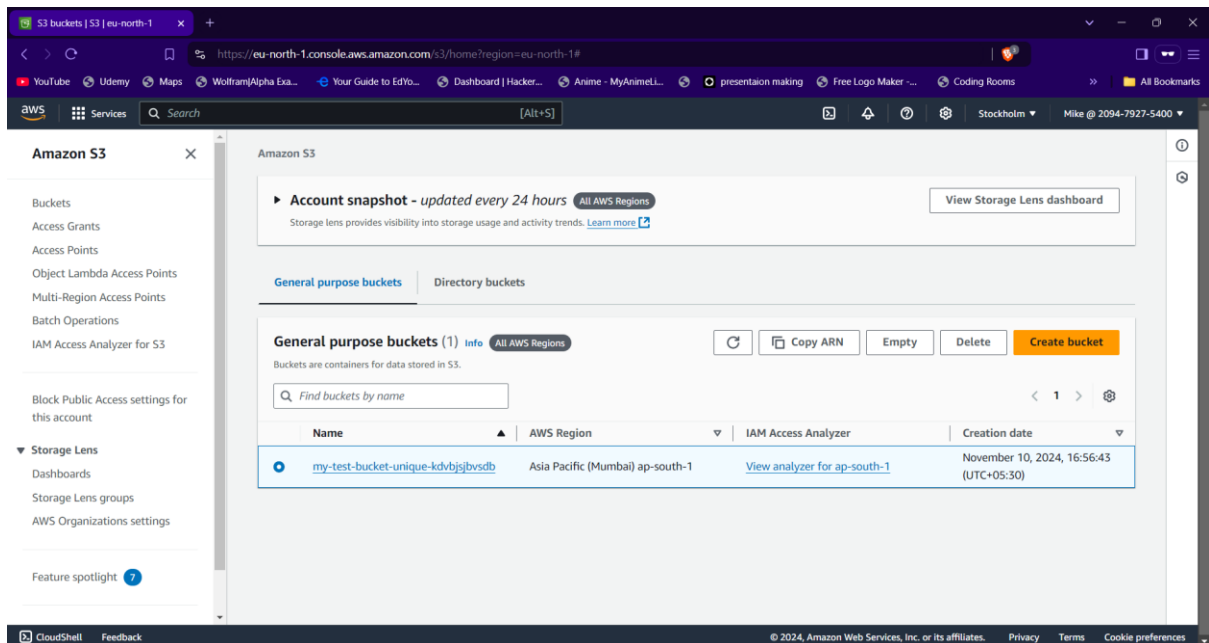 S3 buckets | S3 | eu-north-1
https://eu-north-1.console.aws.amazon.com/s3/home?region=eu-north-1#
YouTube Udemy Maps Wolfram|Alpha Exa... Your Guide to EdYo... Dashboard | Hacker... Anime - MyAnimeLi... presentaion making Free Logo Maker -... Coding Rooms » All Bookmarks
aws Services Search [Alt+S] Stockholm Mike @ 2094-7927-5400
Amazon S3
Buckets
Access Grants
Access Points
Object Lambda Access Points
Multi-Region Access Points
Batch Operations
IAM Access Analyzer for S3
Block Public Access settings for
this account
Storage Lens
Dashboards
Storage Lens groups
AWS Organizations settings
Feature spotlight 7
Amazon S3
Account snapshot - updated every 24 hours All AWS Regions
View Storage Lens dashboard
Storage lens provides visibility into storage usage and activity trends. Learn more
General purpose buckets Directory buckets
General purpose buckets (1) Info All AWS Regions
Copy ARN Empty Delete Create bucket
Buckets are containers for data stored in S3.
Find buckets by name
1
Name AWS Region IAM Access Analyzer Creation date
my-test-bucket-unique-kdvbjsjbvsdb Asia Pacific (Mumbai) ap-south-1 View analyzer for ap-south-1 November 10, 2024, 16:56:43
(UTC+05:30)
CloudShell Feedback © 2024, Amazon Web Services, Inc. or its affiliates. Privacy Terms Cookie preferences